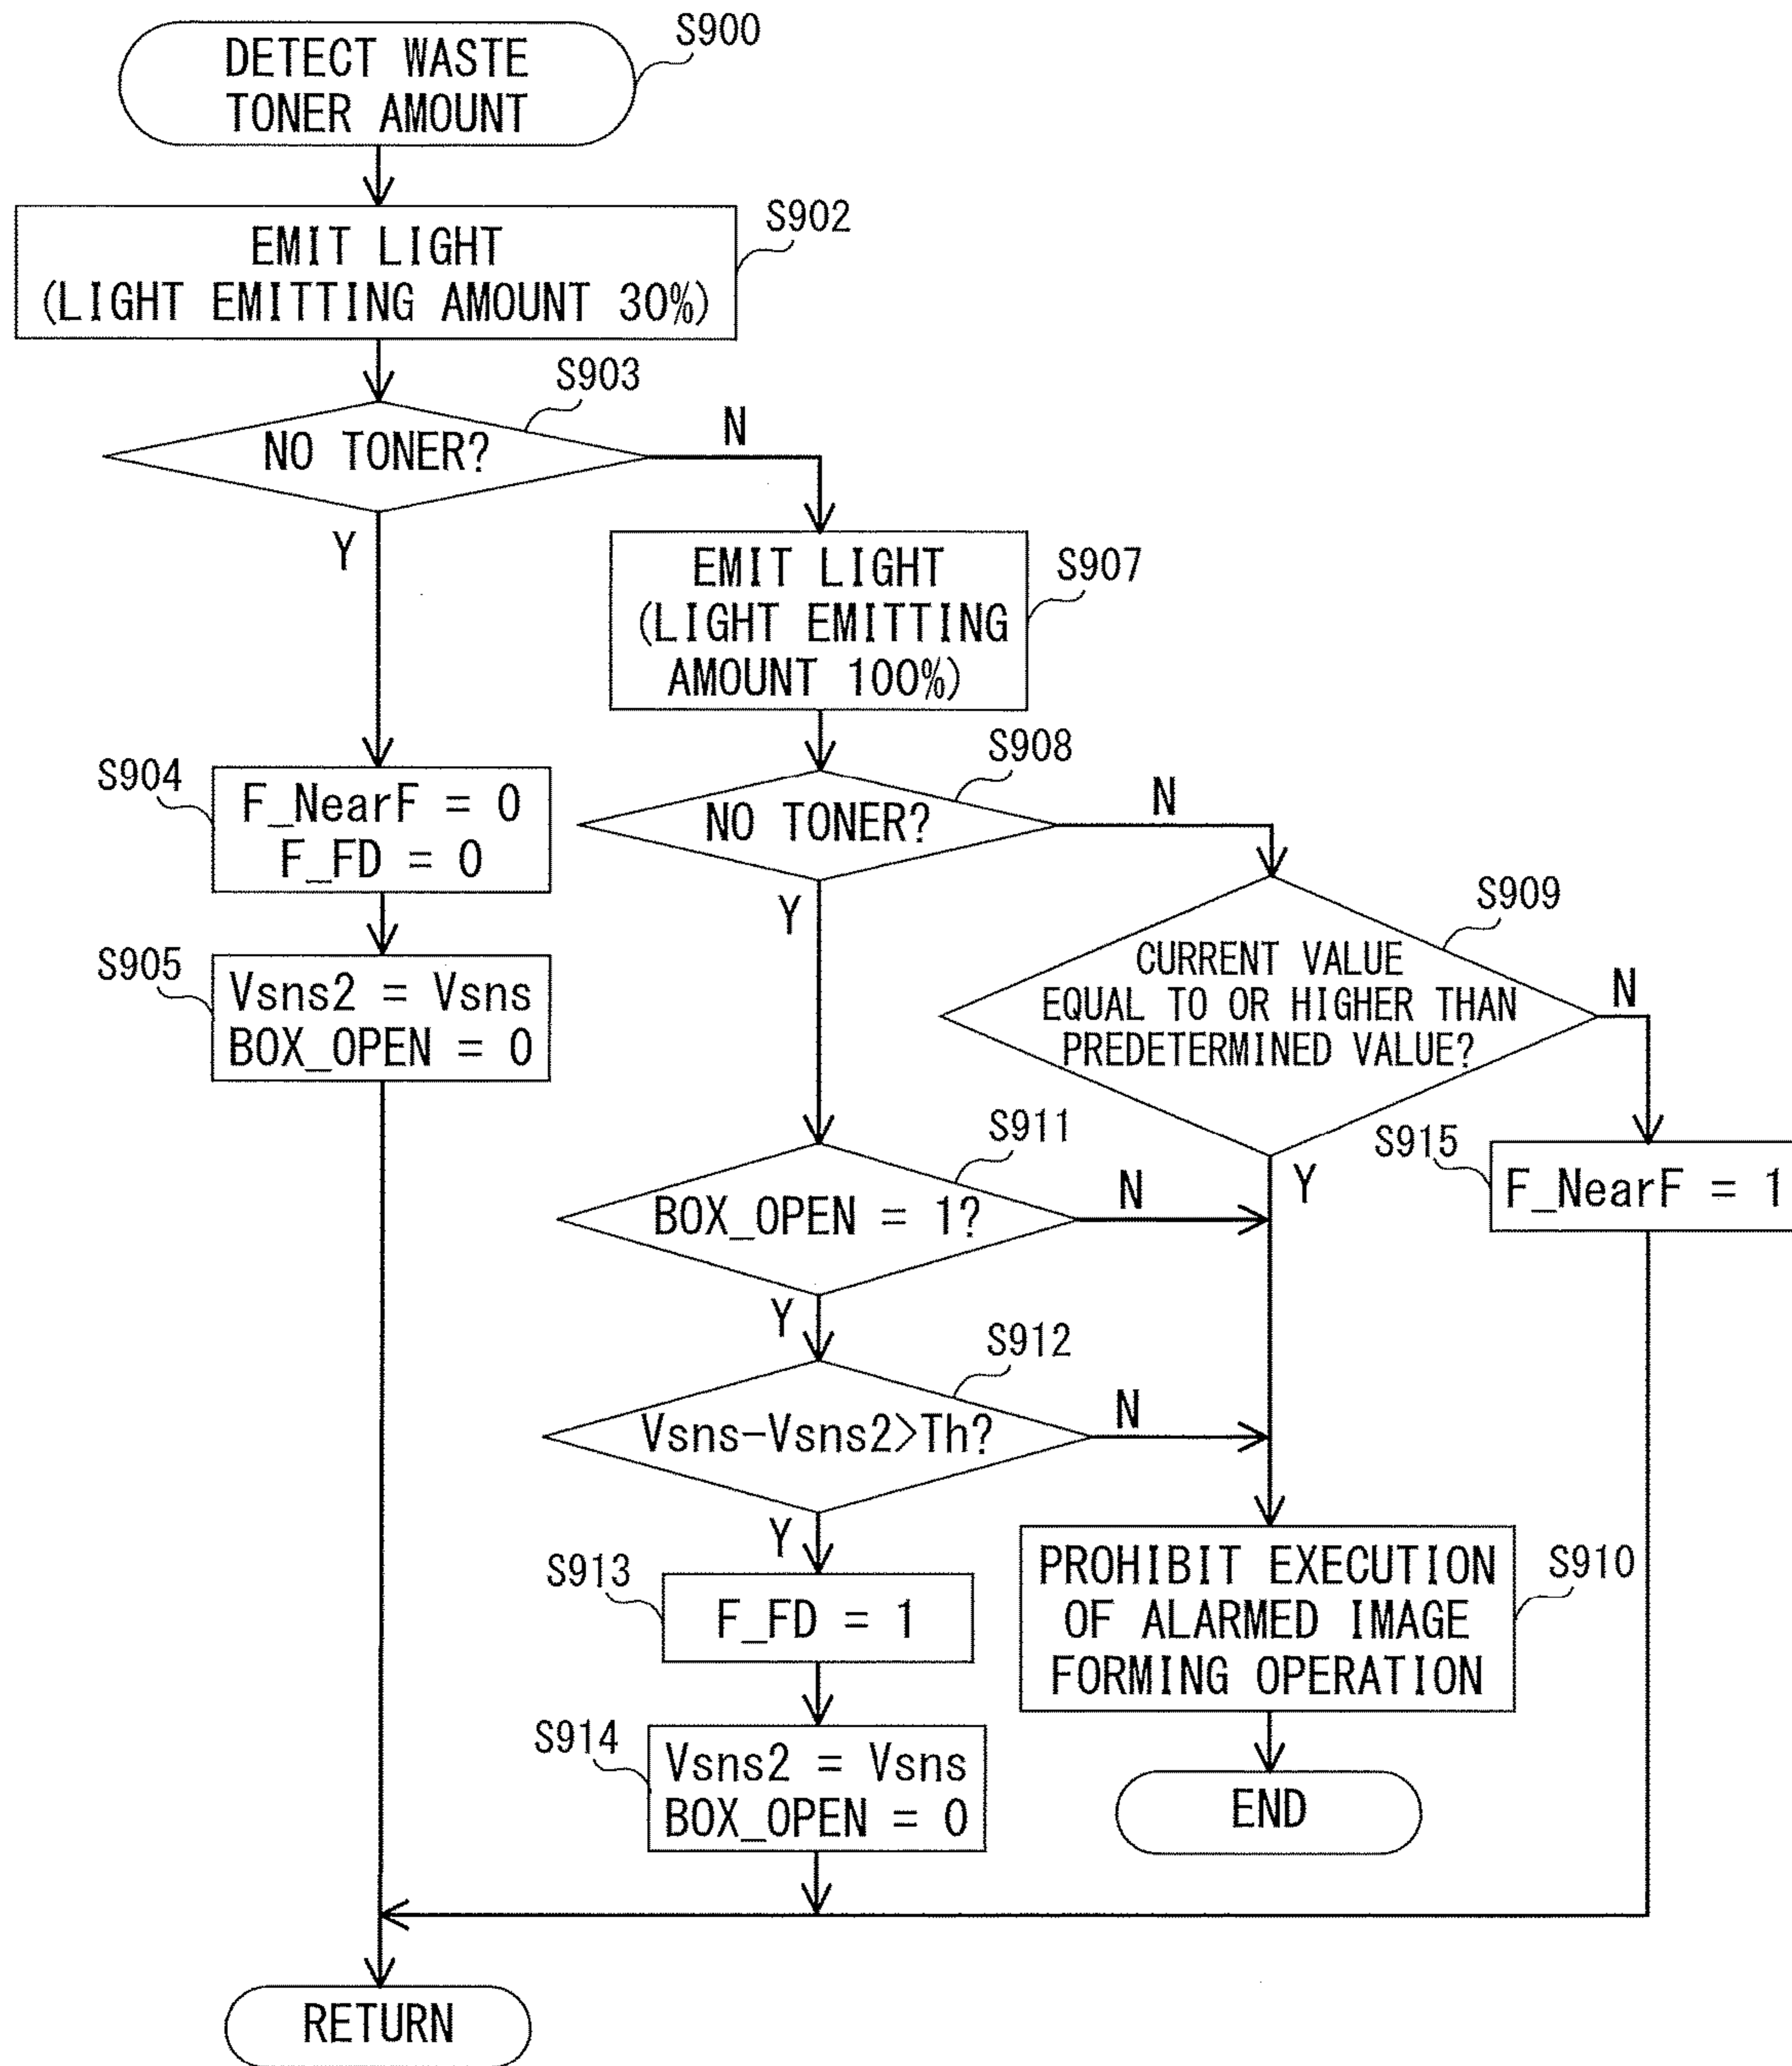 S900
DETECT WASTE
TONER AMOUNT
S902
EMIT LIGHT
(LIGHT EMITTING AMOUNT 30%)
S903
NO TONER?
N
Y
S907
EMIT LIGHT
(LIGHT EMITTING
AMOUNT 100%)
S904
F_NearF = 0
F_FD = 0
S908
NO TONER?
N
Y
S905
Vsns2 = Vsns
BOX_OPEN = 0
S909
CURRENT VALUE
EQUAL TO OR HIGHER THAN
PREDETERMINED VALUE?
N
Y
S915
F_NearF = 1
S911
BOX_OPEN = 1?
N
Y
S912
Vsns-Vsns2>Th?
N
Y
S913
F_FD = 1
S910
PROHIBIT EXECUTION
OF ALARMED IMAGE
FORMING OPERATION
S914
Vsns2 = Vsns
BOX_OPEN = 0
END
RETURN